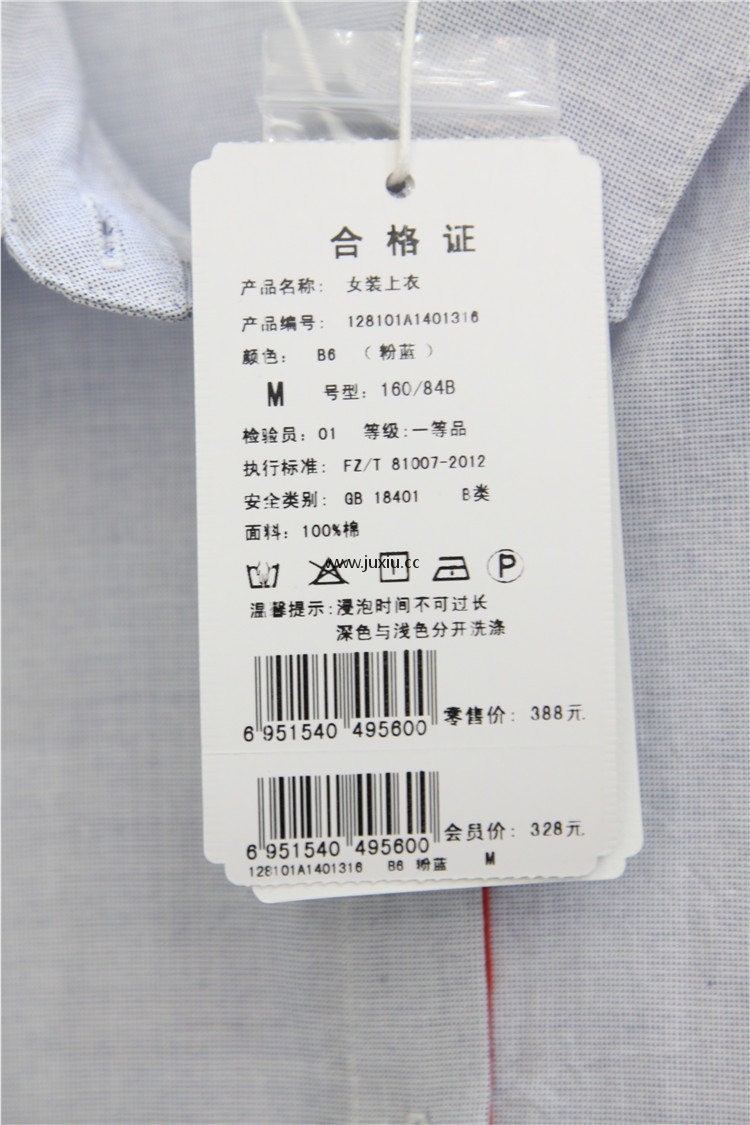 合格证
产品名称: 女装上衣
产品编号: 128101A1401316
颜色: B6 (粉蓝)
M 号型: 160/84B
检验员: 01 等级:一等品
执行标准: FZ/T 81007-2012
安全类别: GB 18401 B类
面料: 100%棉
www.juxiu.cc
P
温馨提示:浸泡时间不可过长
深色与浅色分开洗涤
6 951540 495600 零售价: 388元.
6 951540 495600 会员价: 328元.
128101A1401316 B6 粉蓝 M